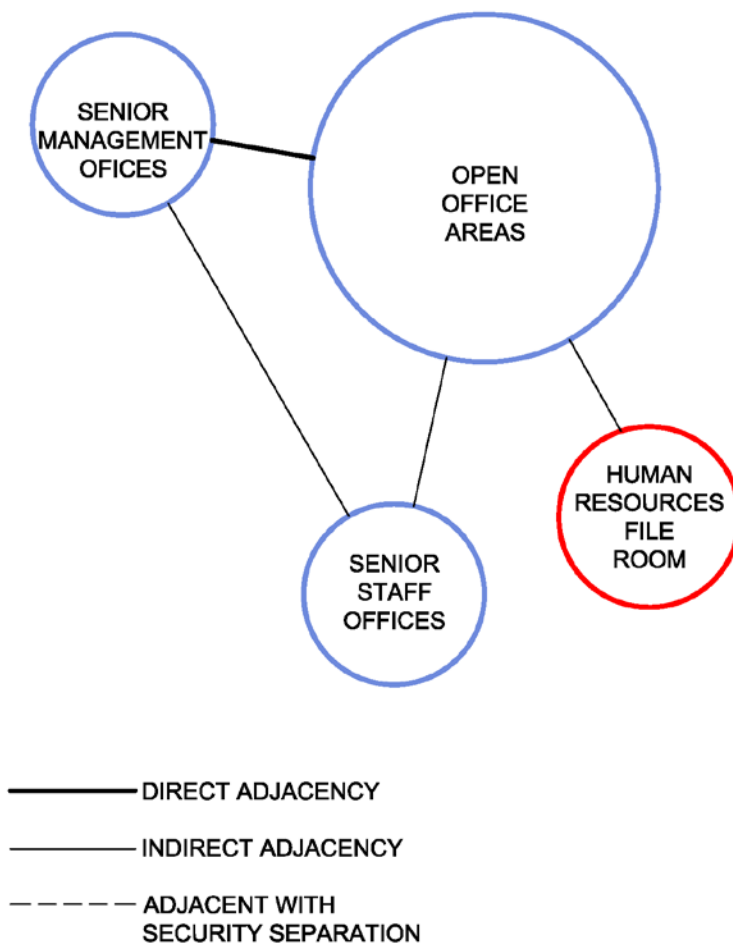 SENIOR
MANAGEMENT
OFICES
OPEN
OFFICE
AREAS
HUMAN
RESOURCES
FILE
ROOM
SENIOR
STAFF
OFFICES
DIRECT ADJACENCY
INDIRECT ADJACENCY
ADJACENT WITH
SECURITY SEPARATION